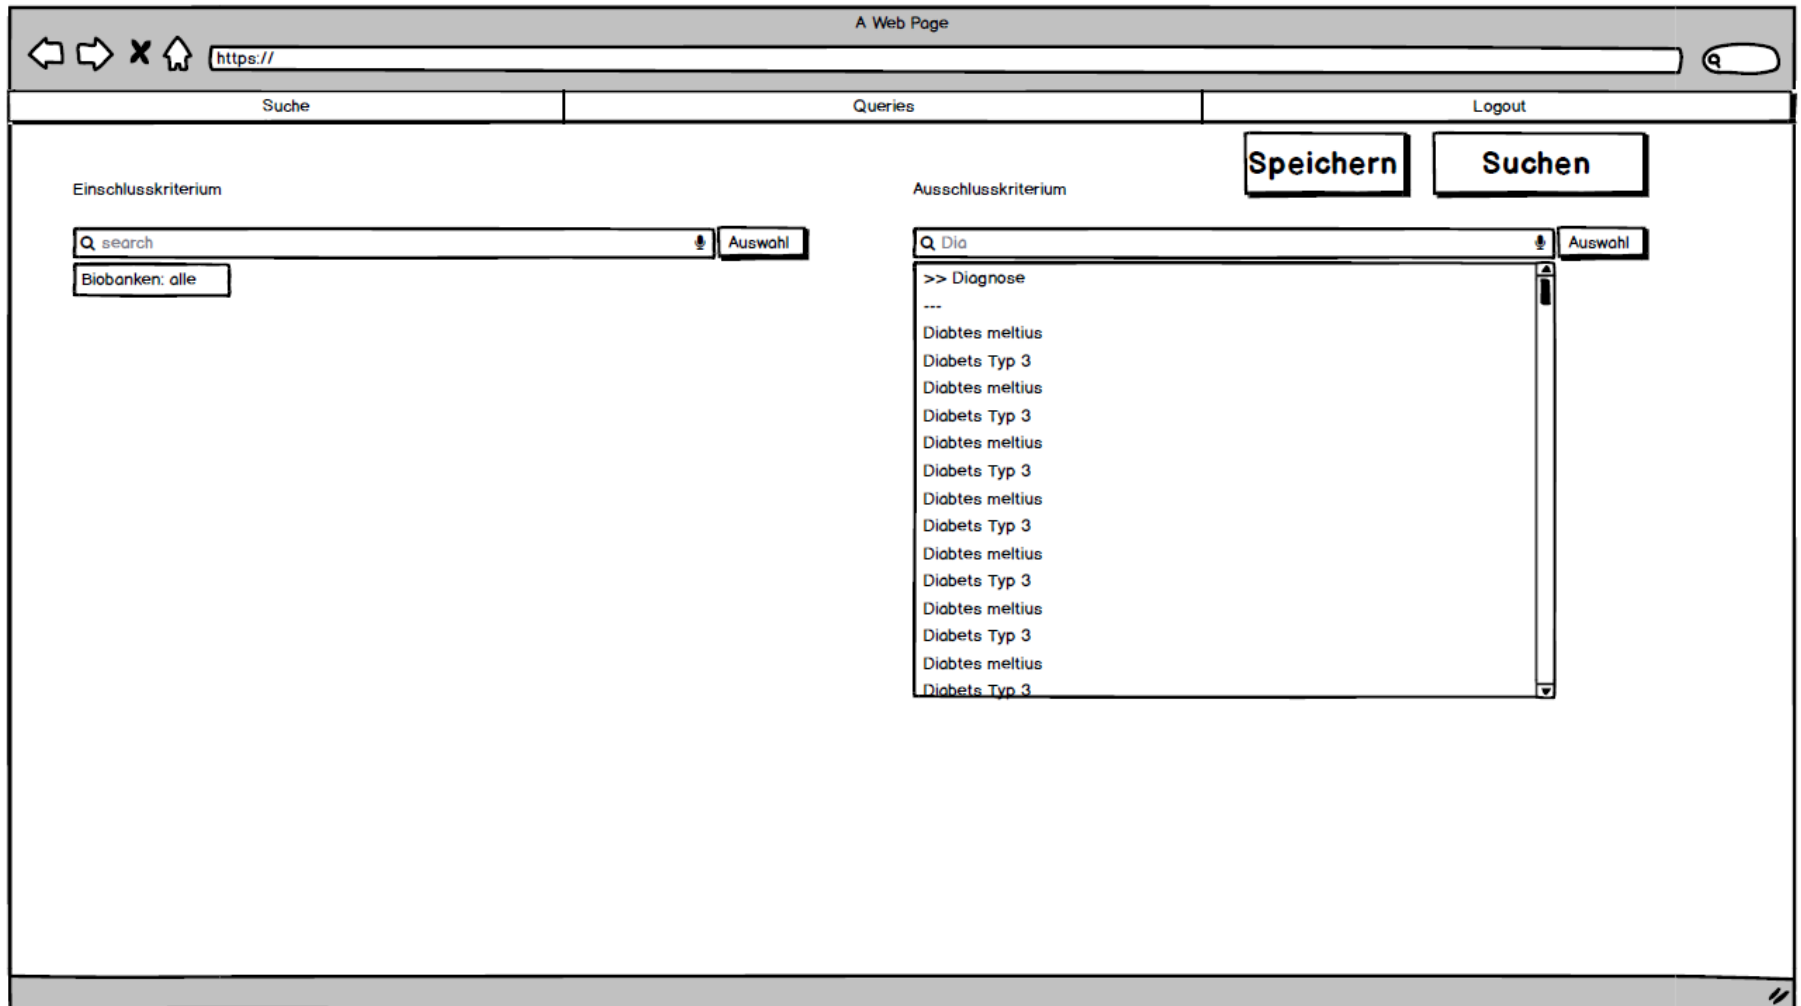 A Web Page
https://
Suche Queries Logout
Speichern Suchen
Einschlusskriterium Ausschlusskriterium
search Auswahl Dia Auswahl
Biobanken: alle
>> Diagnose
---
Diabtes meltius
Diabets Typ 3
Diabtes meltius
Diabets Typ 3
Diabtes meltius
Diabets Typ 3
Diabtes meltius
Diabets Typ 3
Diabtes meltius
Diabets Typ 3
Diabtes meltius
Diabets Typ 3
Diabtes meltius
Diabets Typ 3